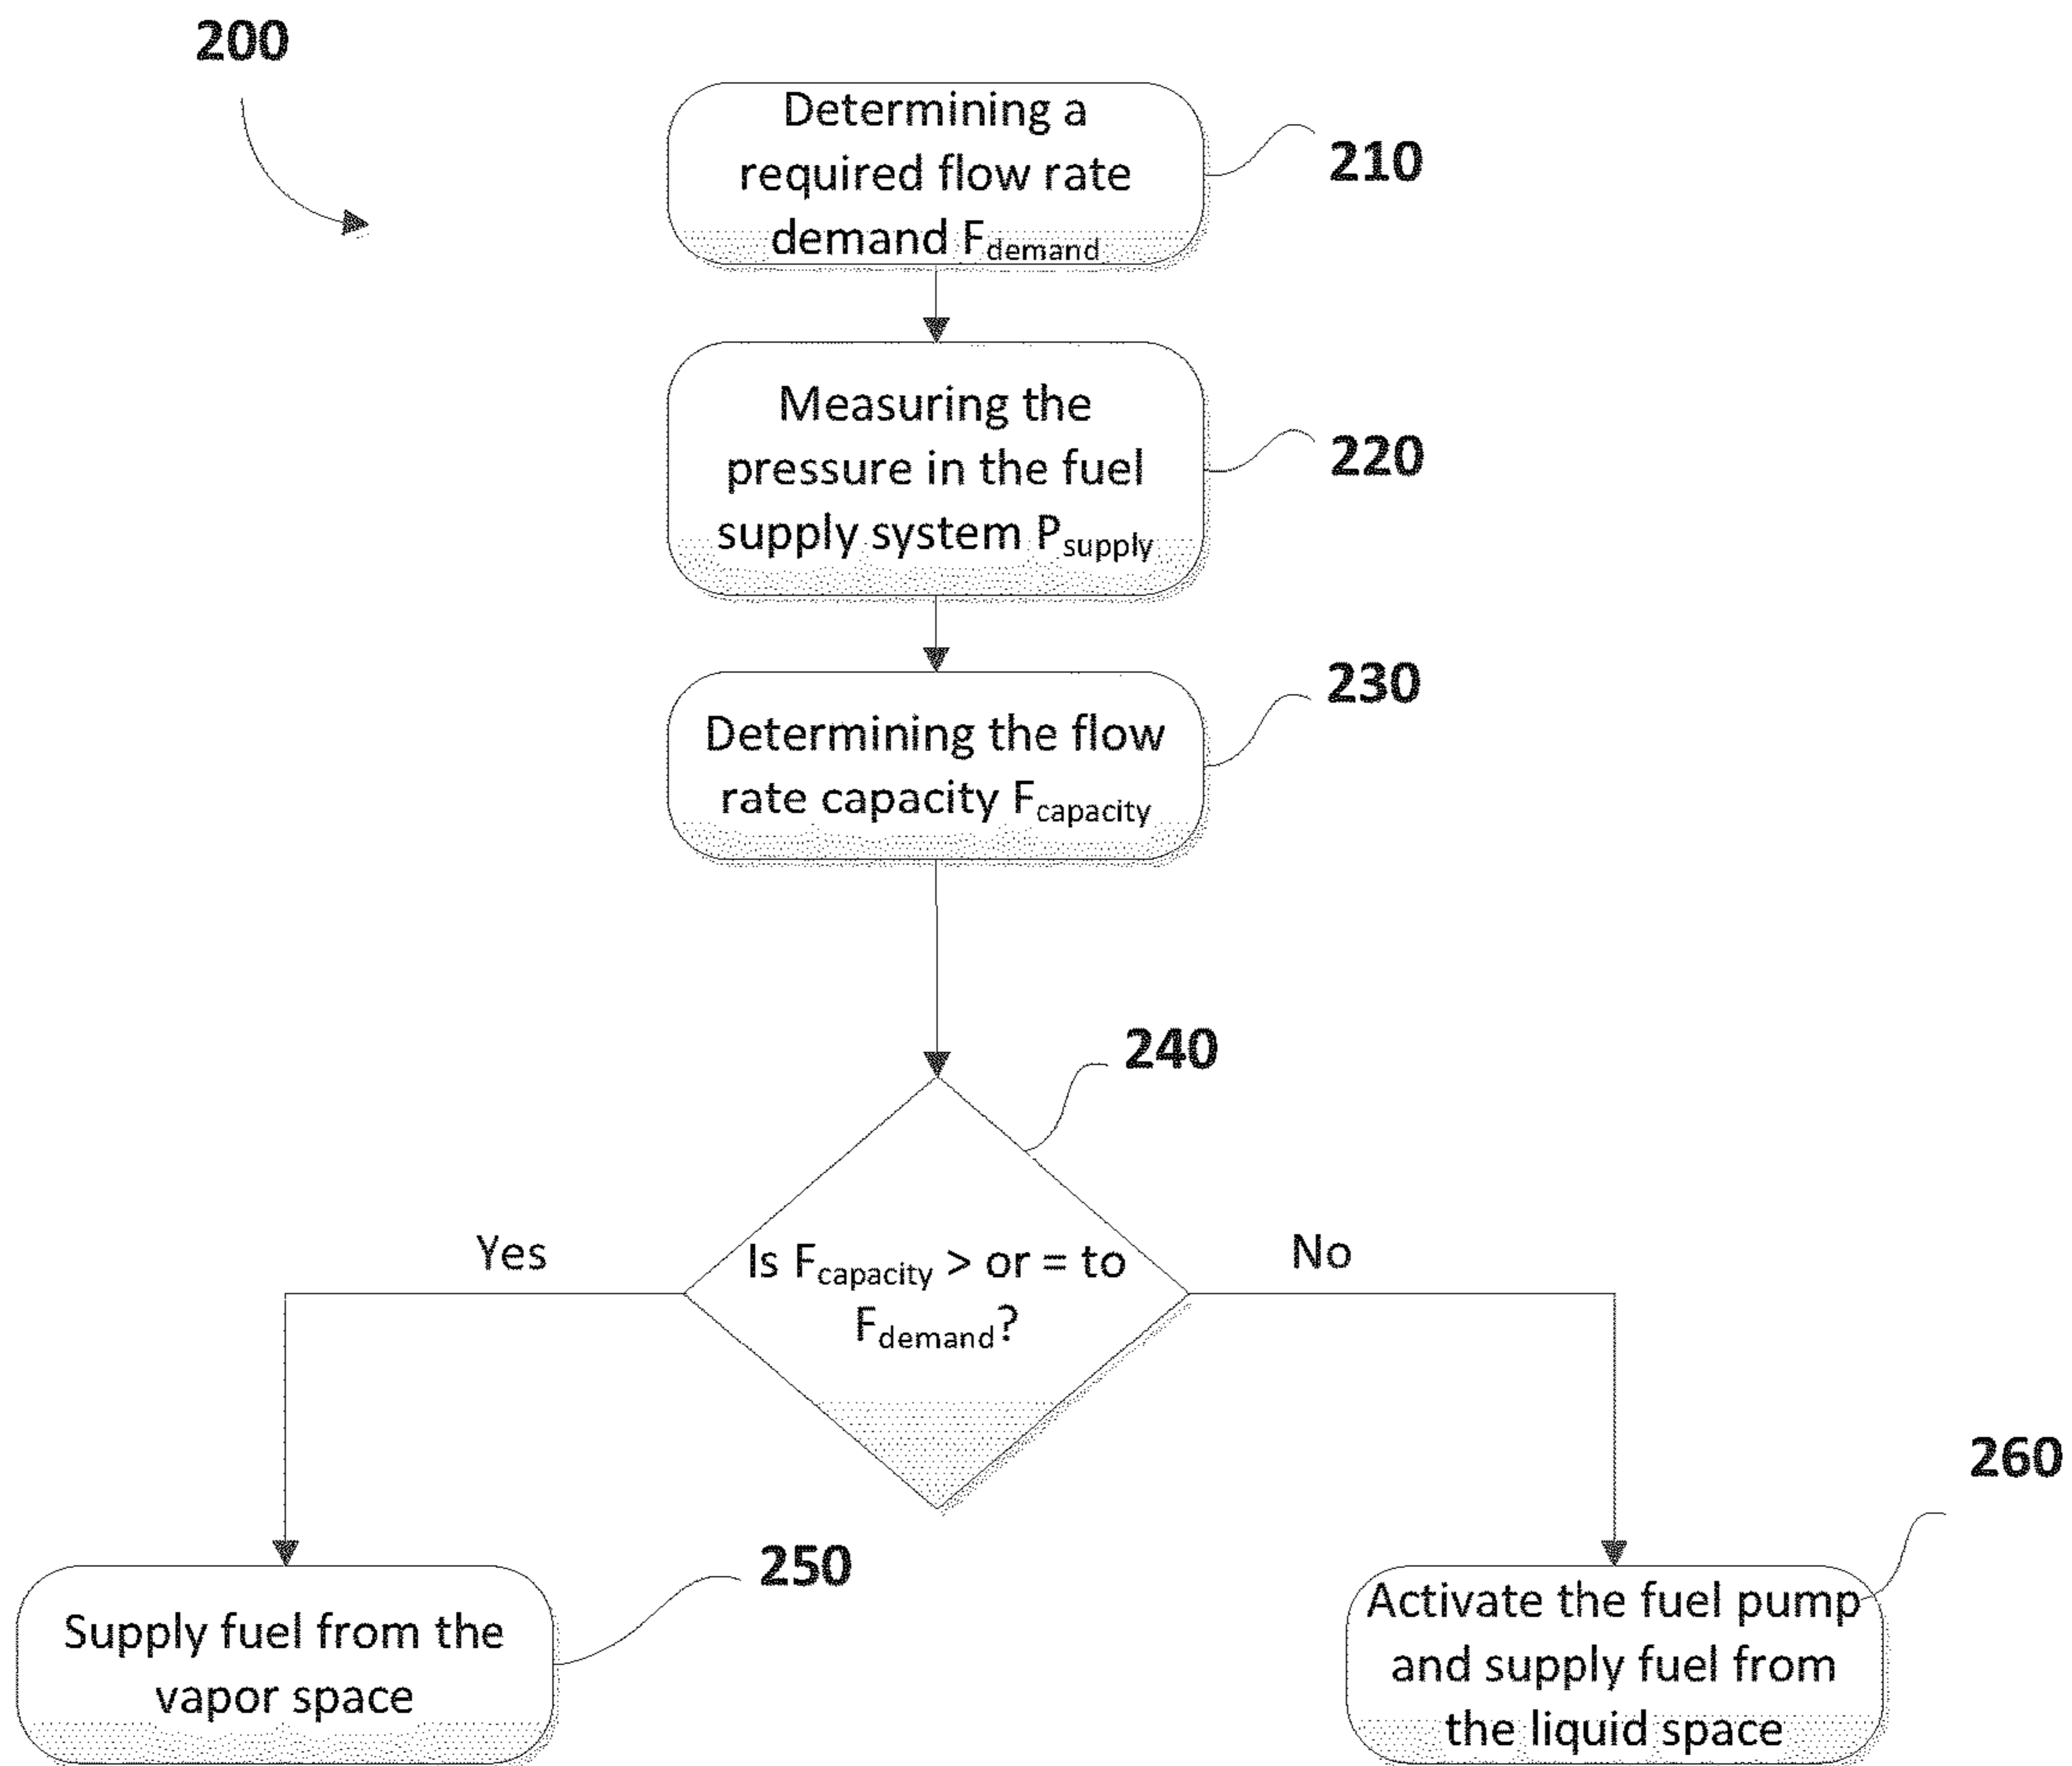 200
Determining a
required flow rate
demand Fdemand
210
Measuring the
pressure in the fuel
supply system Psupply
220
Determining the flow
rate capacity Fcapacity
230
240
Is Fcapacity > or = to
Fdemand?
Yes
No
250
Supply fuel from the
vapor space
260
Activate the fuel pump
and supply fuel from
the liquid space